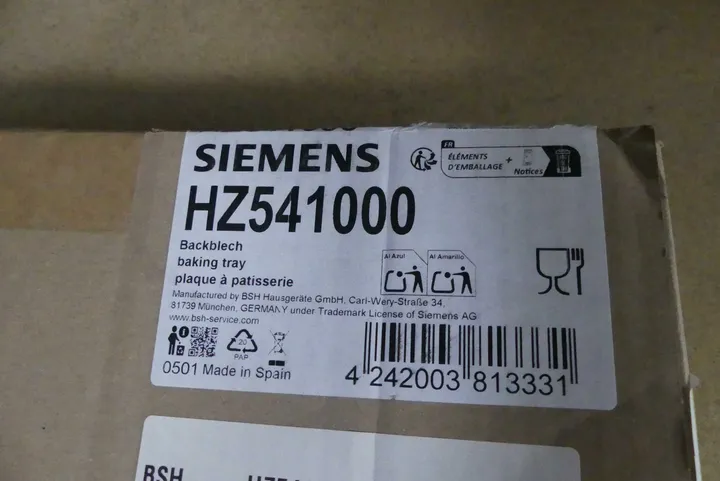 SIEMENS
HZ541000
Backblech
baking tray
plaque à patisserie
Manufactured by BSH Hausgeräte GmbH, Carl-Wery-Straße 34,
81739 München, GERMANY under Trademark License of Siemens AG
www.bsh-service.com
FR
ÉLÉMENTS
D'EMBALLAGE
+
Notices
Al Azul
Al Amarillo
20
PAP
0501 Made in Spain
4 242003 813331
BSH